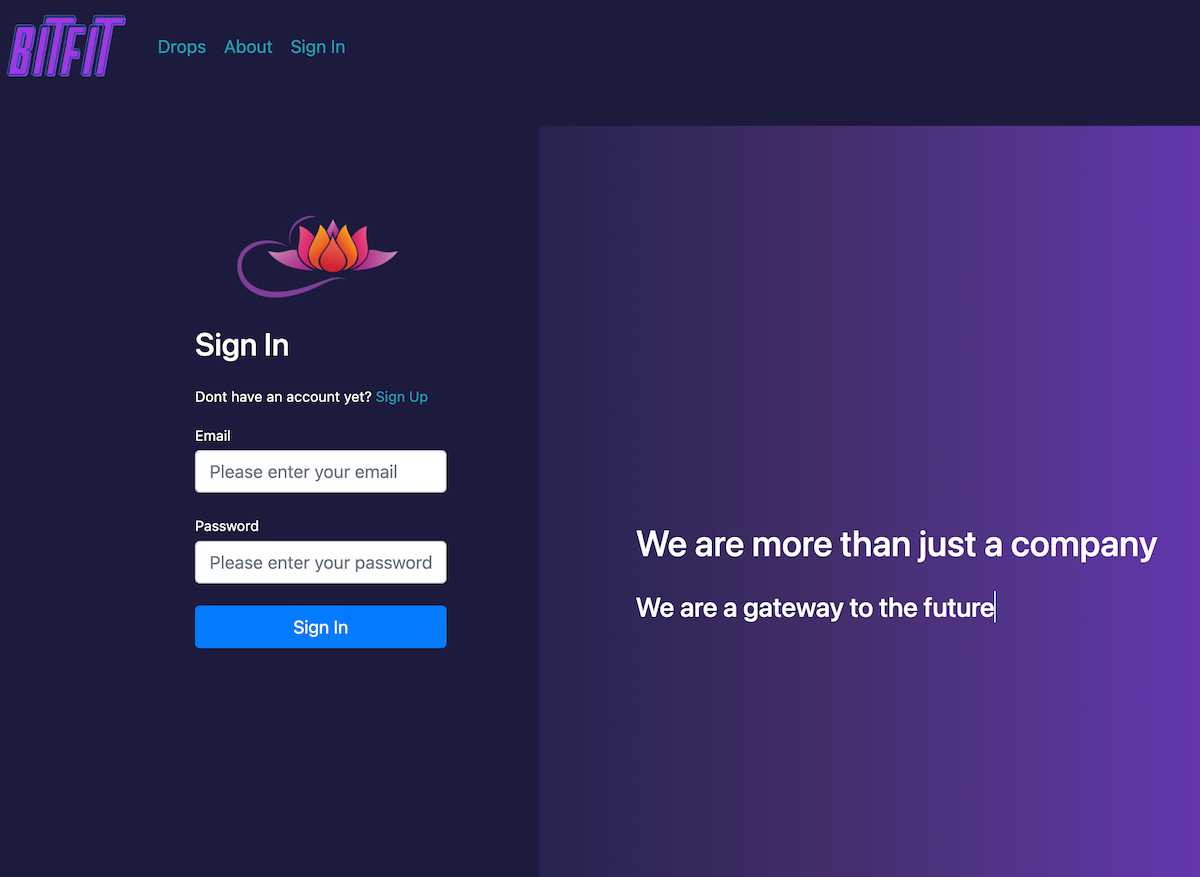 BITFIT
Drops About Sign In
Sign In
Dont have an account yet? Sign Up
Email
Please enter your email
Password
Please enter your password
Sign In
We are more than just a company
We are a gateway to the future